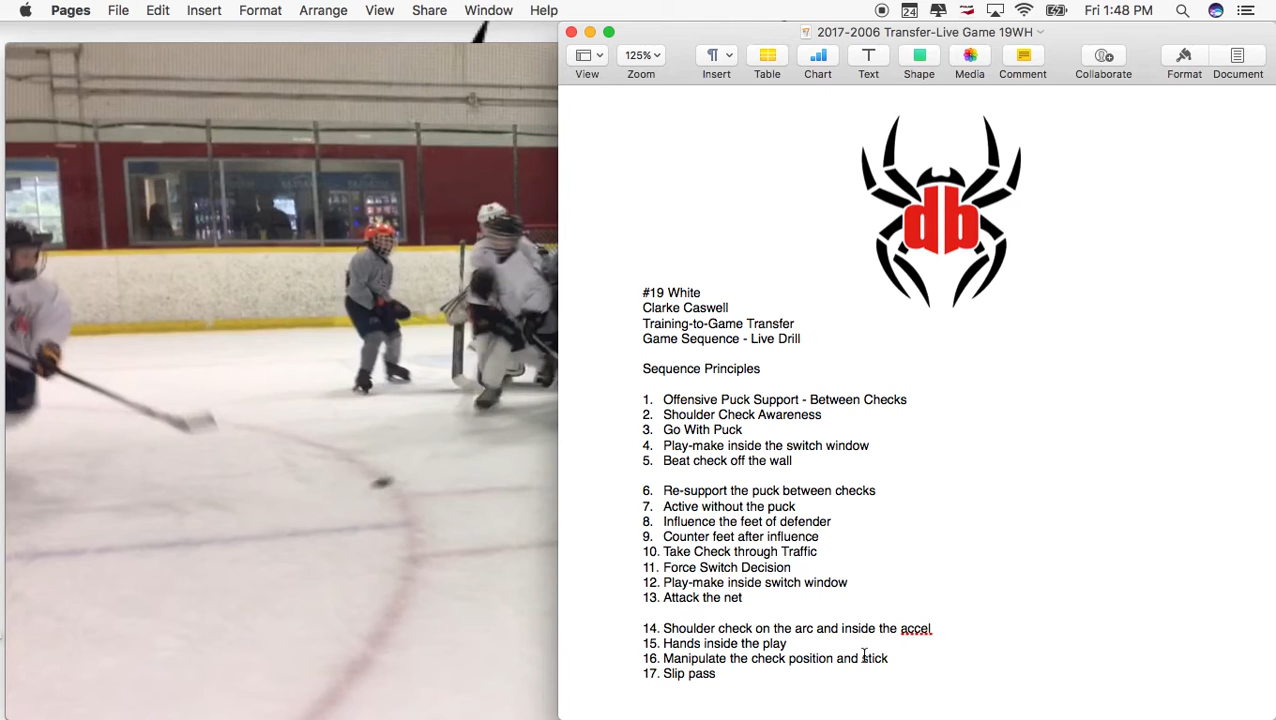 Pages File Edit Insert Format Arrange View Share Window Help 24 Fri 1:48 PM
2017-2006 Transfer-Live Game 19WH
125%
View Zoom Insert Table Chart Text Shape Media Comment Collaborate Format Document
db
#19 White
Clarke Caswell
Training-to-Game Transfer
Game Sequence - Live Drill
Sequence Principles
1. Offensive Puck Support - Between Checks
2. Shoulder Check Awareness
3. Go With Puck
4. Play-make inside the switch window
5. Beat check off the wall
6. Re-support the puck between checks
7. Active without the puck
8. Influence the feet of defender
9. Counter feet after influence
10. Take Check through Traffic
11. Force Switch Decision
12. Play-make inside switch window
13. Attack the net
14. Shoulder check on the arc and inside the accel
15. Hands inside the play
16. Manipulate the check position and stick
17. Slip pass